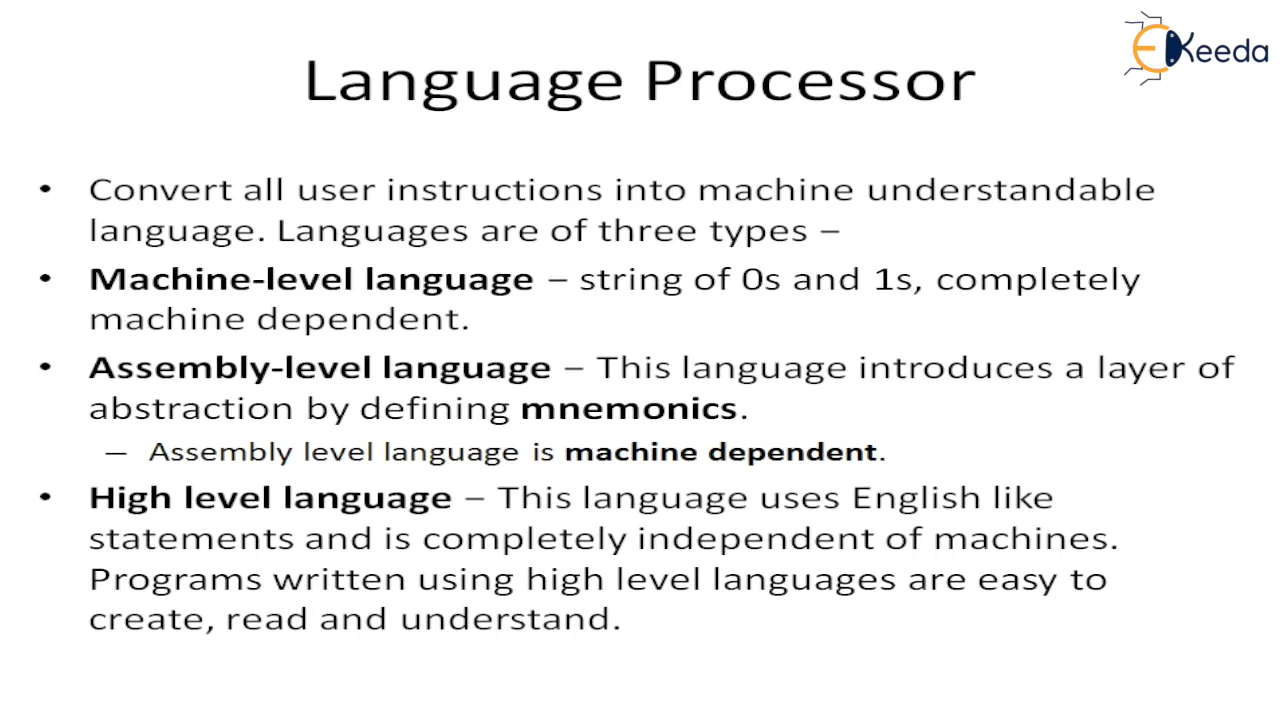 EKeeda
Language Processor
• Convert all user instructions into machine understandable
language. Languages are of three types –
• Machine-level language – string of 0s and 1s, completely
machine dependent.
• Assembly-level language – This language introduces a layer of
abstraction by defining mnemonics.
– Assembly level language is machine dependent.
• High level language – This language uses English like
statements and is completely independent of machines.
Programs written using high level languages are easy to
create, read and understand.